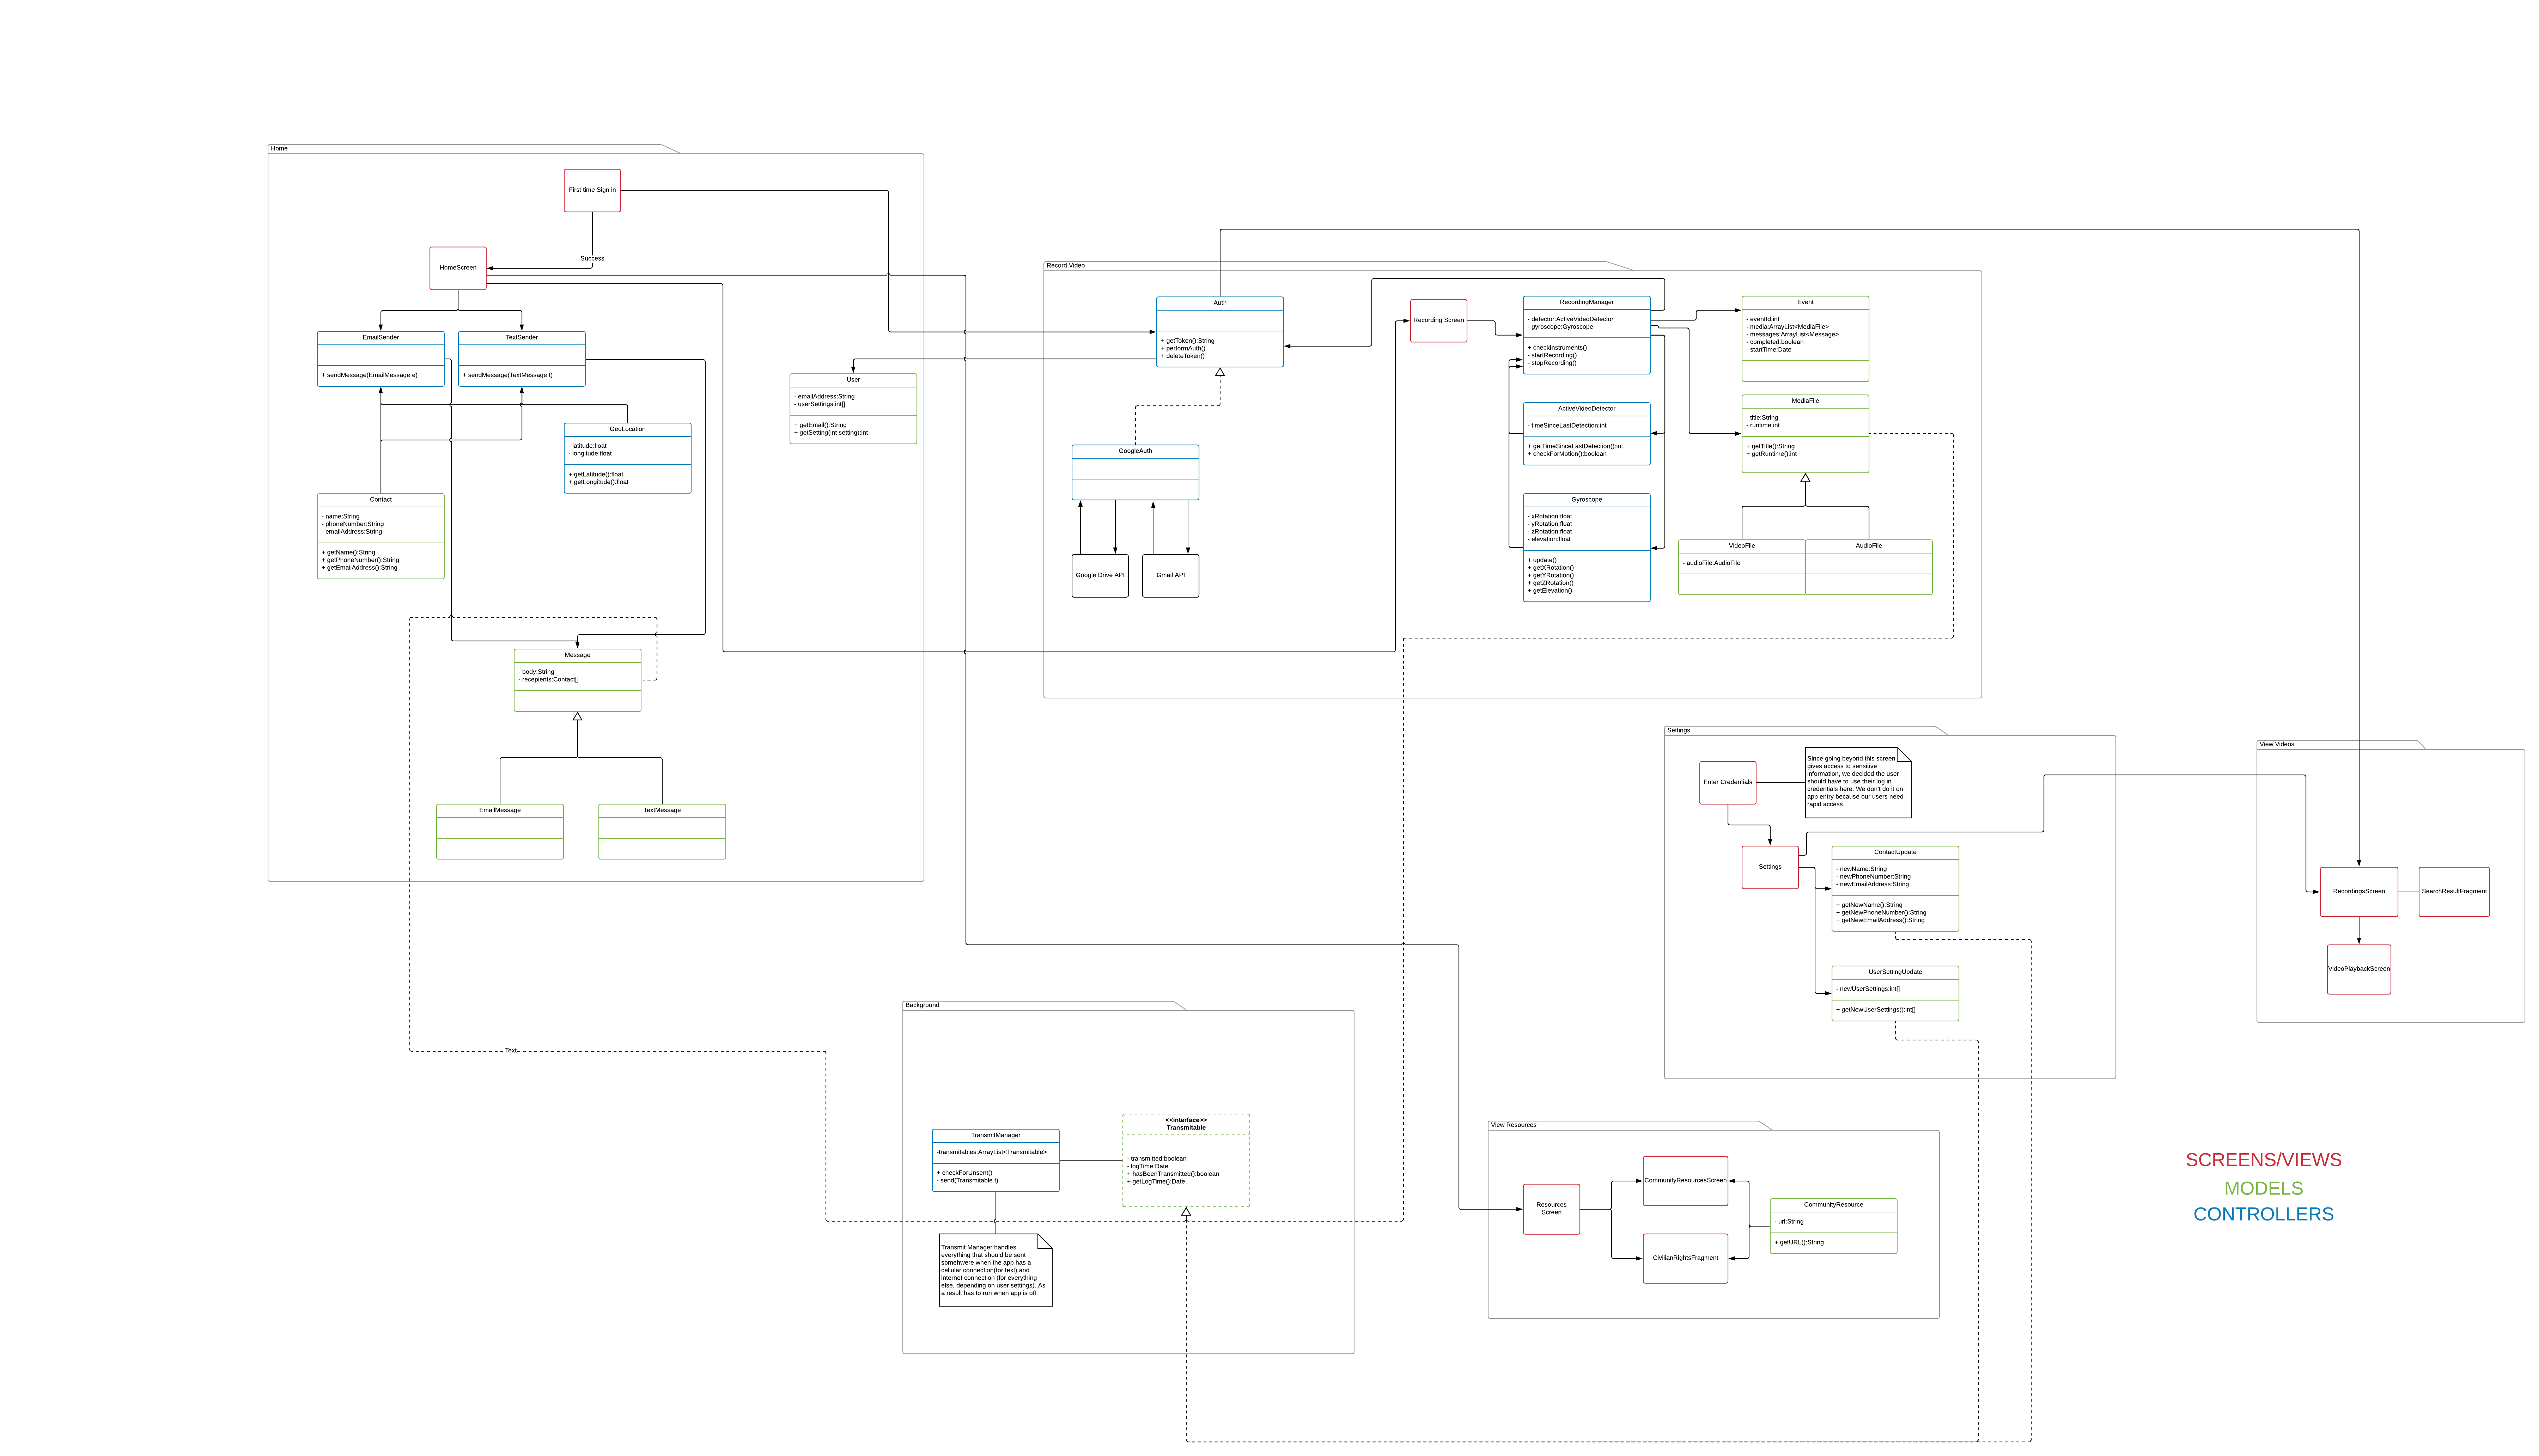 Home
First time Sign in
Success
HomeScreen
EmailSender
+ sendMessage(EmailMessage e)
TextSender
+ sendMessage(TextMessage t)
GeoLocation
- latitude:float
- longitude:float
+ getLatitude():float
+ getLongitude():float
Contact
- name:String
- phoneNumber:String
- emailAddress:String
+ getName():String
+ getPhoneNumber():String
+ getEmailAddress():String
User
- emailAddress:String
- userSettings:int[]
+ getEmail():String
+ getSetting(int setting):int
Message
- body:String
- recepients:Contact[]
EmailMessage
TextMessage
Text
Record Video
Auth
+ getToken():String
+ performAuth()
+ deleteToken()
GoogleAuth
Google Drive API
Gmail API
Recording Screen
RecordingManager
- detector:ActiveVideoDetector
- gyroscope:Gyroscope
+ checkInstruments()
- startRecording()
- stopRecording()
ActiveVideoDetector
- timeSinceLastDetection:int
+ getTimeSinceLastDetection():int
+ checkForMotion():boolean
Gyroscope
- xRotation:float
- yRotation:float
- zRotation:float
- elevation:float
+ update()
+ getXRotation()
+ getYRotation()
+ getZRotation()
+ getElevation()
Event
- eventId:int
- media:ArrayList<MediaFile>
- messages:ArrayList<Message>
- completed:boolean
- startTime:Date
MediaFile
- title:String
- runtime:int
+ getTitle():String
+ getRuntime():int
VideoFile
- audioFile:AudioFile
AudioFile
Settings
Enter Credentials
Since going beyond this screen
gives access to sensitive
information, we decided the user
should have to use their log in
credentials here. We don't do it on
app entry because our users need
rapid access.
Settings
ContactUpdate
- newName:String
- newPhoneNumber:String
- newEmailAddress:String
+ getNewName():String
+ getNewPhoneNumber():String
+ getNewEmailAddress():String
UserSettingUpdate
- newUserSettings:int[]
+ getNewUserSettings():int[]
View Videos
RecordingsScreen
SearchResultFragment
VideoPlaybackScreen
Background
TransmitManager
-transmitables:ArrayList<Transmitable>
+ checkForUnsent()
- send(Transmitable t)
<<interface>>
Transmitable
- transmitted:boolean
- logTime:Date
+ hasBeenTransmitted():boolean
+ getLogTime():Date
Transmit Manager handles
everything that should be sent
somehwere when the app has a
cellular connection(for text) and
internet connection (for everything
else, depending on user settings). As
a result has to run when app is off.
View Resources
Resources
Screen
CommunityResourcesScreen
CivilianRightsFragment
CommunityResource
- url:String
+ getURL():String
SCREENS/VIEWS
MODELS
CONTROLLERS